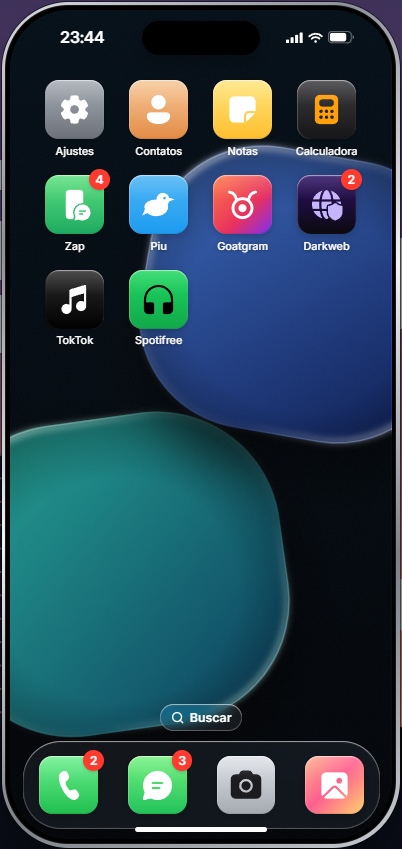 23:44
Ajustes Contatos Notas Calculadora
4 2
Zap Piu Goatgram Darkweb
TokTok Spotifree
Buscar
2 3